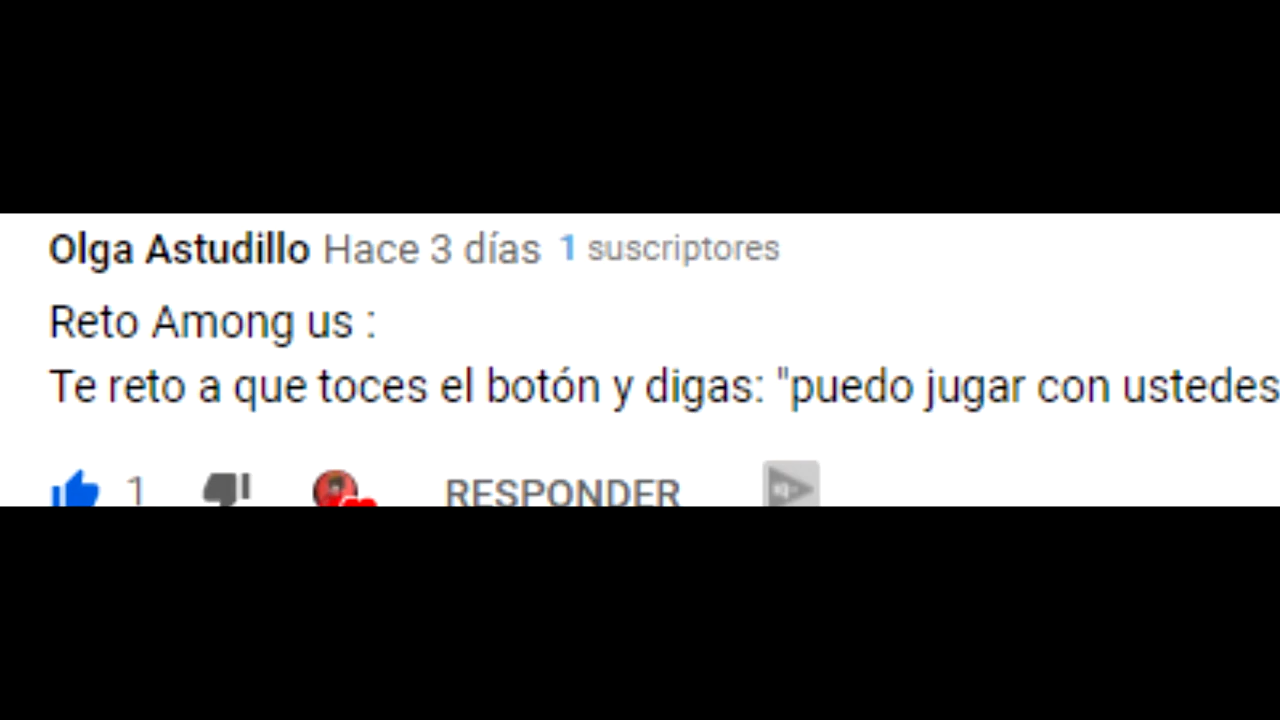 Olga Astudillo Hace 3 días 1 suscriptores
Reto Among us :
Te reto a que toces el botón y digas: "puedo jugar con ustedes
1 RESPONDER